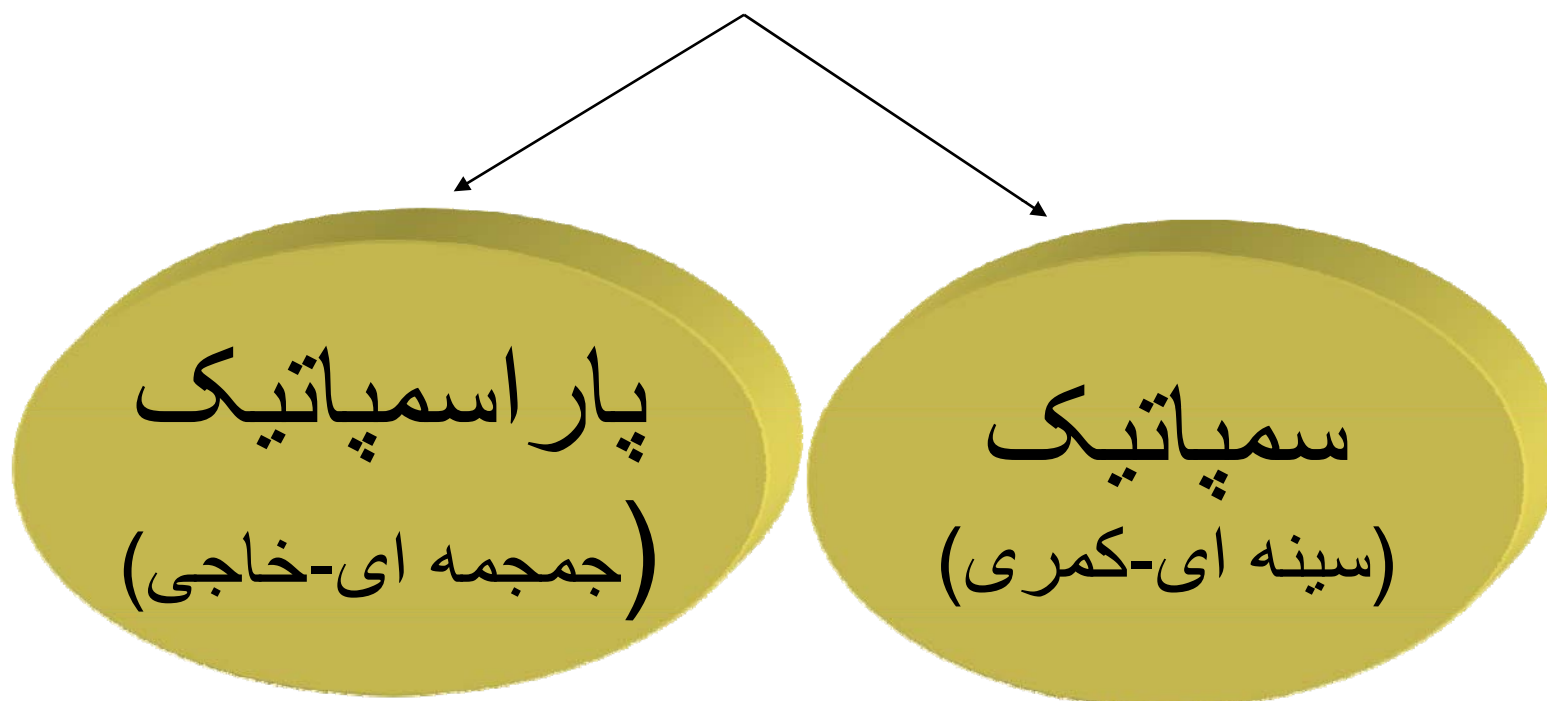 سمپاتیک
(سینه ای-کمری)
پاراسمپاتیک
(جمجمه ای-خاجی)